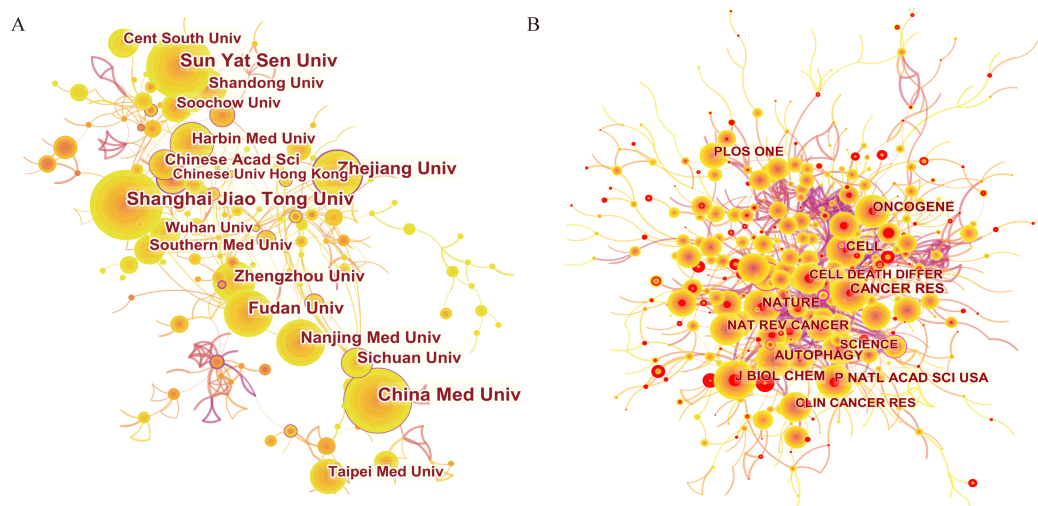 A
Cent South Univ
Sun Yat Sen Univ
Shandong Univ
Soochow Univ
Harbin Med Univ
Chinese Acad Sci
Zhejiang Univ
Chinese Univ Hong Kong
Shanghai Jiao Tong Univ
Wuhan Univ
Southern Med Univ
Zhengzhou Univ
Fudan Univ
Nanjing Med Univ
Sichuan Univ
China Med Univ
Taipei Med Univ
B
PLOS ONE
ONCOGENE
CELL
CELL DEATH DIFFER
CANCER RES
NATURE
NAT REV CANCER
SCIENCE
AUTOPHAGY
J BIOL CHEM
P NATL ACAD SCI USA
CLIN CANCER RES